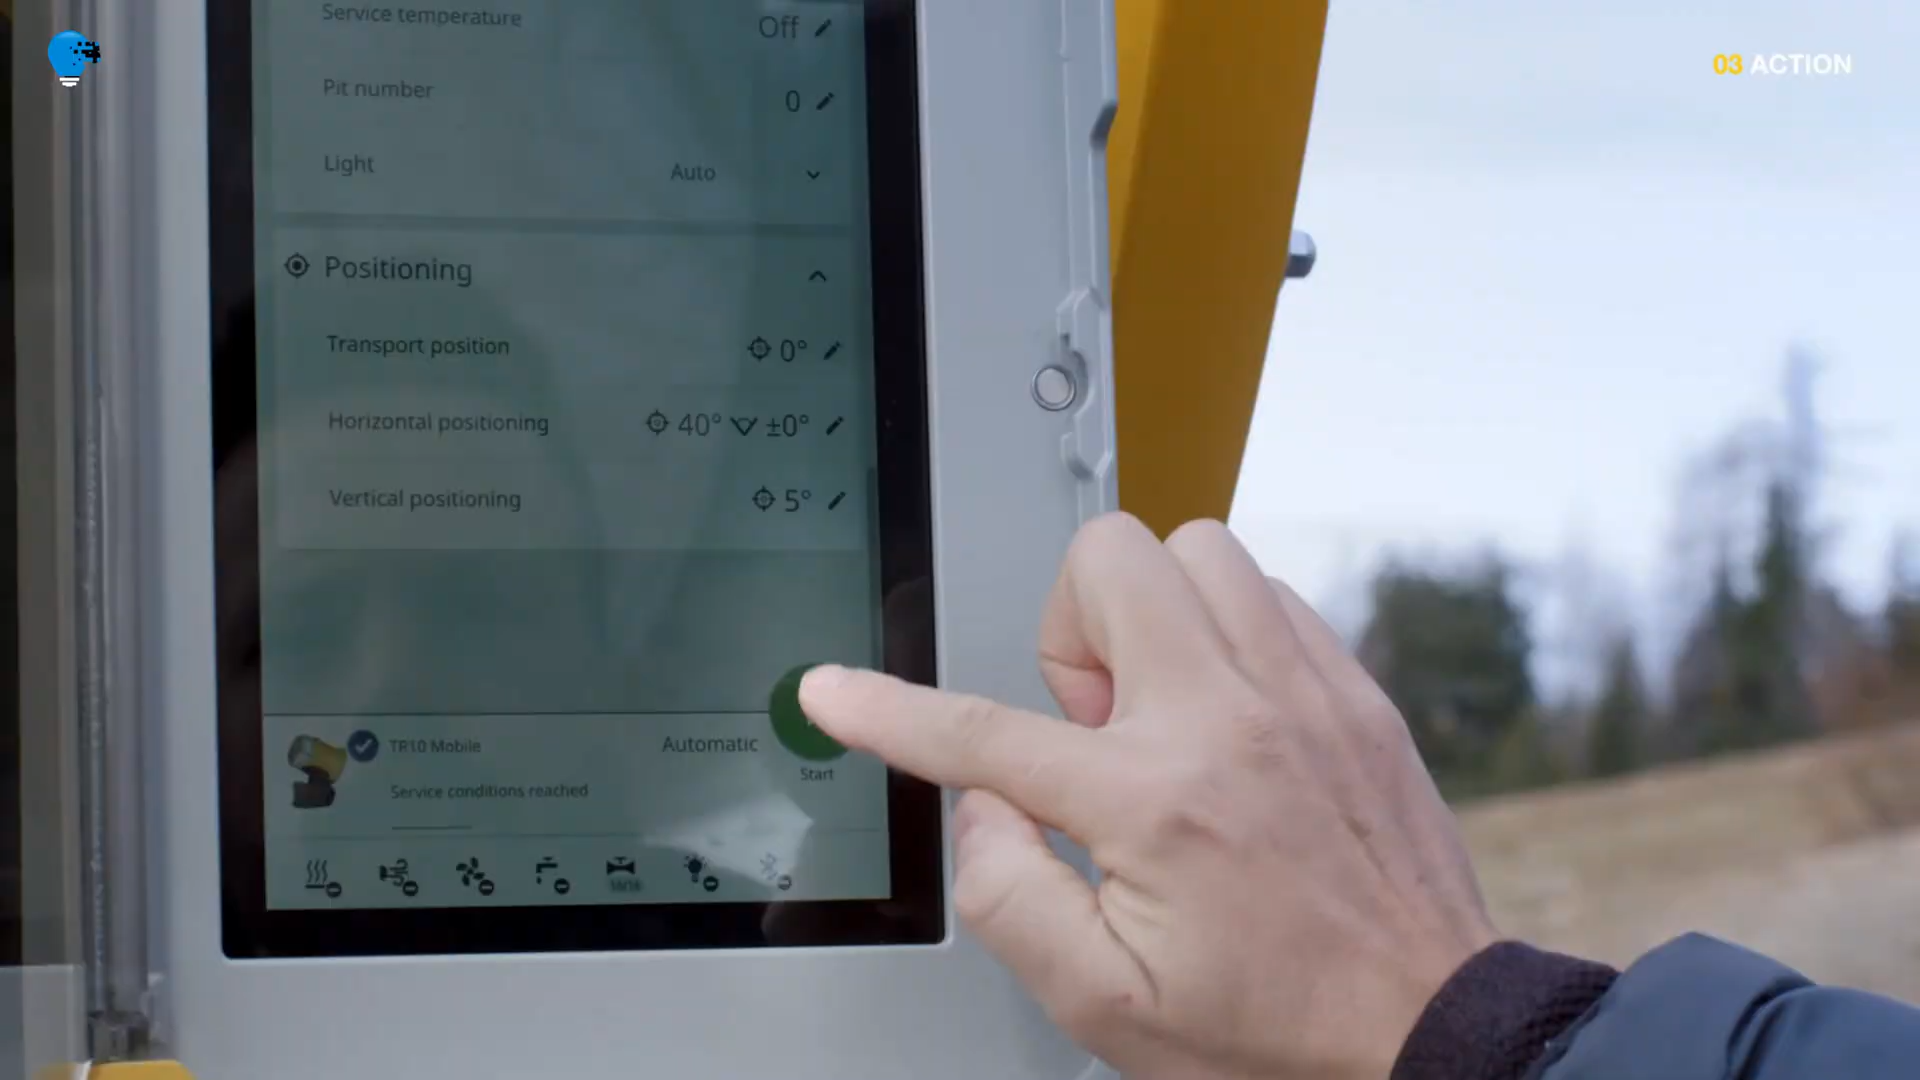 03 ACTION
Service temperature Off
Pit number 0
Light Auto
Positioning
Transport position 0°
Horizontal positioning 40° ±0°
Vertical positioning 5°
TR10 Mobile Automatic
Start
Service conditions reached